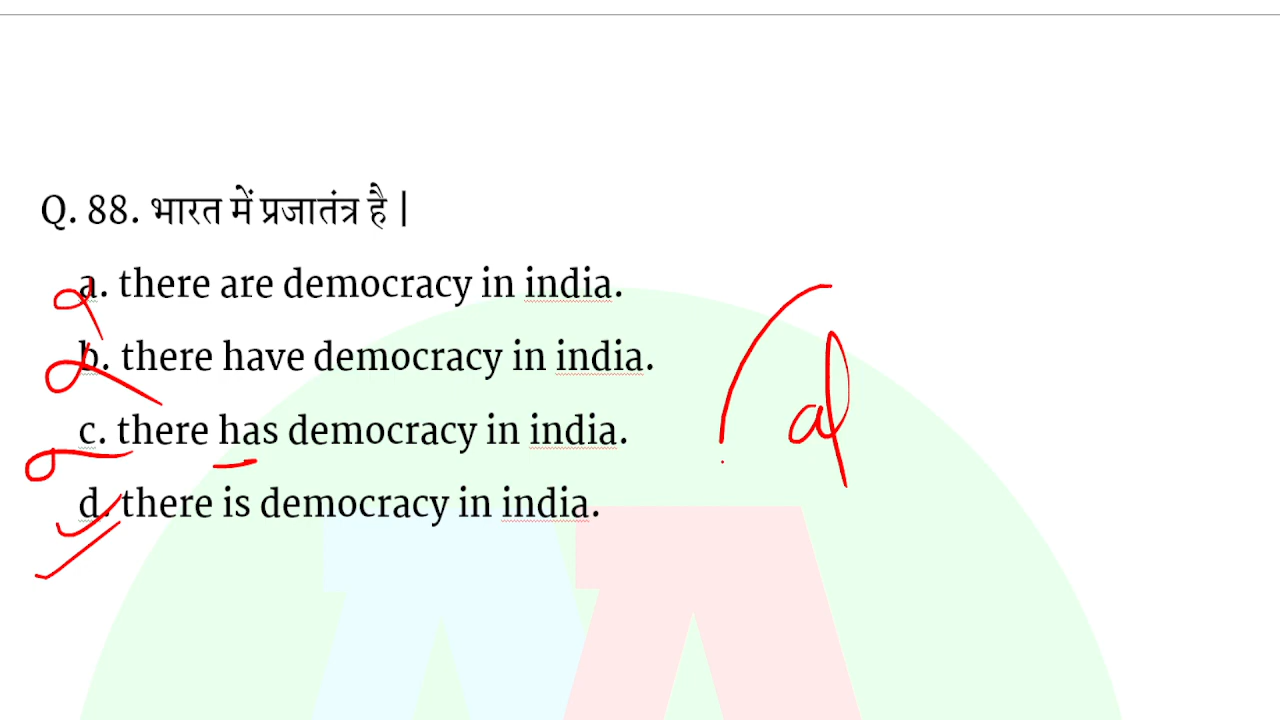 Q. 88. भारत में प्रजातंत्र है |
a. there are democracy in india.
b. there have democracy in india.
c. there has democracy in india.
d. there is democracy in india.